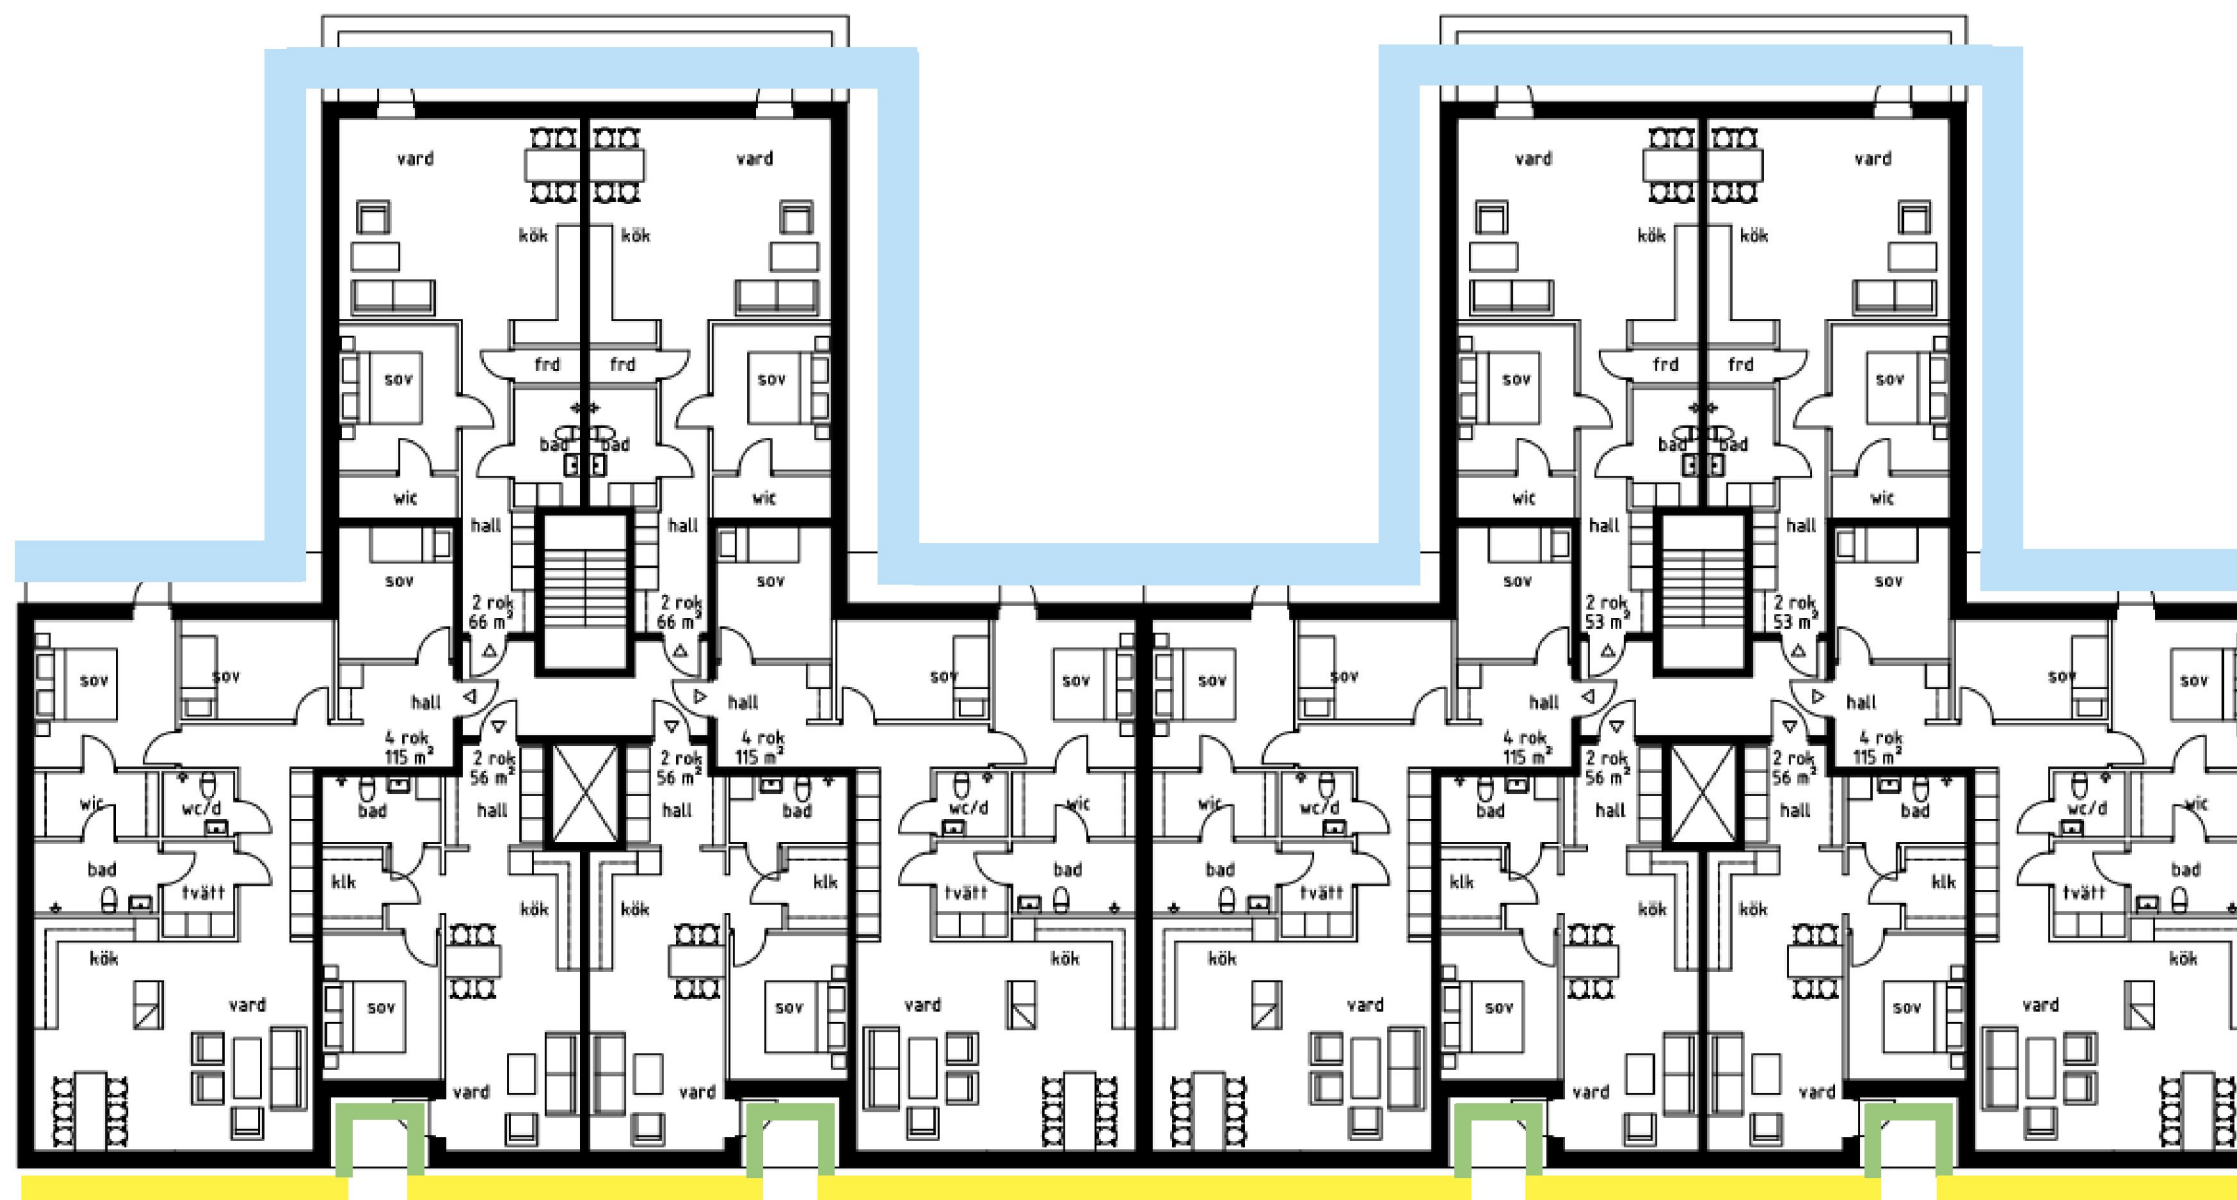 vard vard vard vard
kök kök kök kök
frd frd frd frd
sov sov sov sov
bad bad bad bad
wic wic wic wic
hall hall hall hall
sov sov sov sov
2 rok 2 rok 2 rok 2 rok
66 m² 66 m² 53 m² 53 m²
sov sov sov sov sov sov sov sov
hall hall hall hall
4 rok 4 rok 4 rok 4 rok
115 m² 115 m² 115 m² 115 m²
2 rok 2 rok 2 rok 2 rok
56 m² 56 m² 56 m² 56 m²
wic wc/d bad hall hall bad wc/d wic wic wc/d bad hall hall bad wc/d wic
bad tvätt klk klk tvätt bad bad tvätt klk klk tvätt bad
kök kök kök kök
kök kök kök kök
vard sov sov vard vard sov sov vard
vard vard vard vard